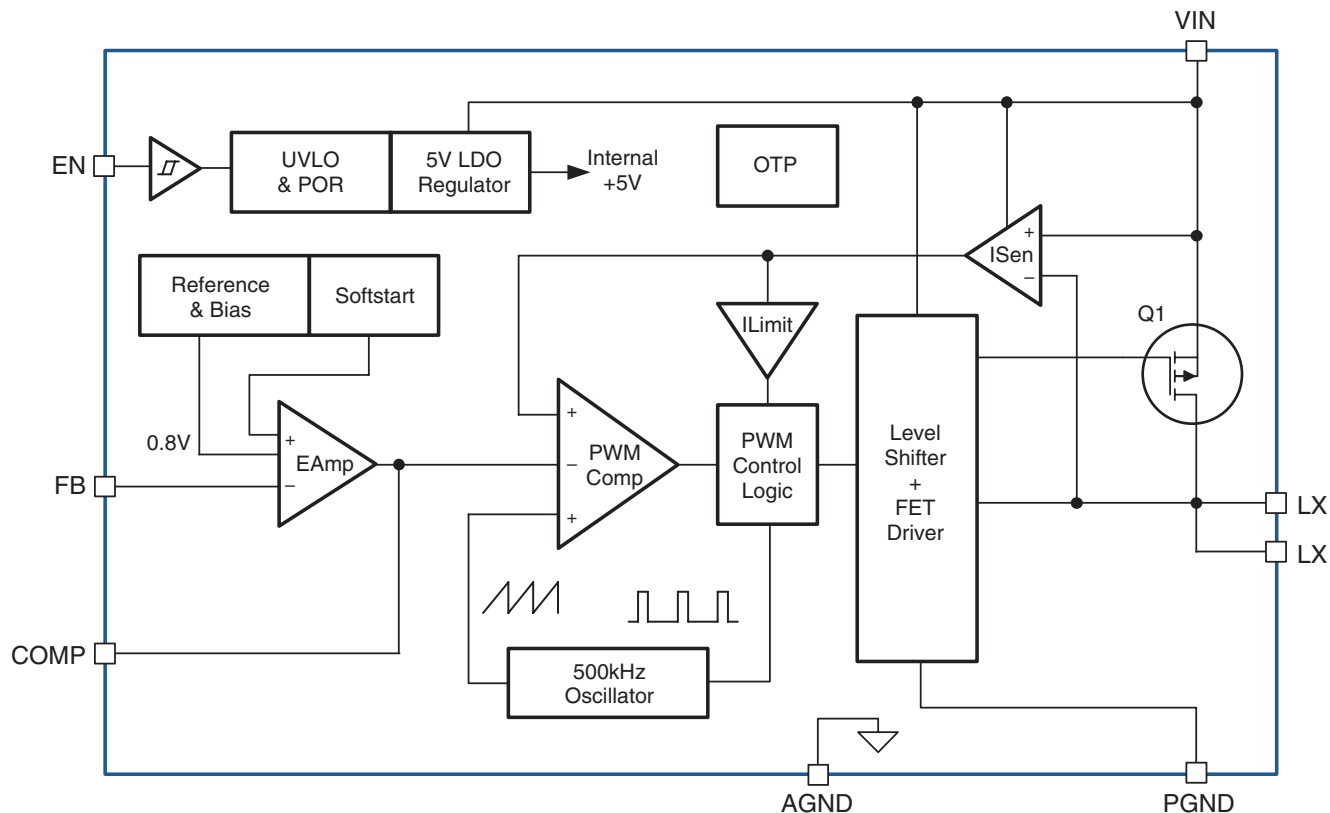 VIN
EN
UVLO
& POR
5V LDO
Regulator
Internal
+5V
OTP
Reference
& Bias
Softstart
ILimit
+
ISen
−
Q1
0.8V
+
EAmp
−
FB
+
−
+
PWM
Comp
PWM
Control
Logic
Level
Shifter
+
FET
Driver
LX
LX
COMP
500kHz
Oscillator
AGND
PGND